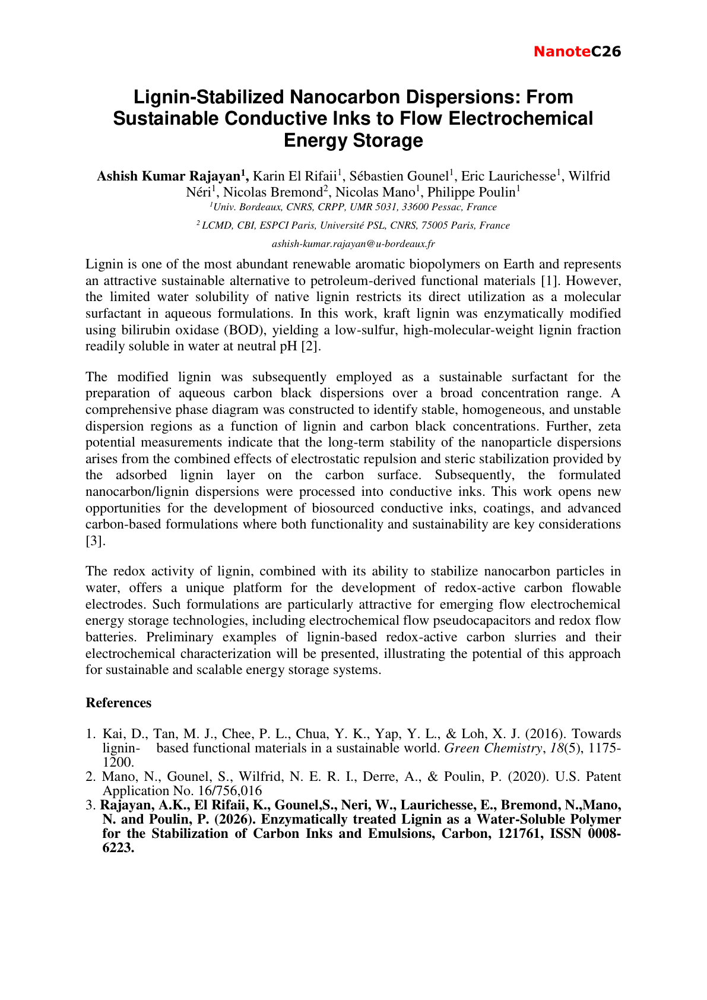 NanoteC26
Lignin-Stabilized Nanocarbon Dispersions: From
Sustainable Conductive Inks to Flow Electrochemical
Energy Storage
Ashish Kumar Rajayan1, Karin El Rifaii1, Sébastien Gounel1, Eric Laurichesse1, Wilfrid
Néri1, Nicolas Bremond2, Nicolas Mano1, Philippe Poulin1
1Univ. Bordeaux, CNRS, CRPP, UMR 5031, 33600 Pessac, France
2 LCMD, CBI, ESPCI Paris, Université PSL, CNRS, 75005 Paris, France
ashish-kumar.rajayan@u-bordeaux.fr
Lignin is one of the most abundant renewable aromatic biopolymers on Earth and represents
an attractive sustainable alternative to petroleum-derived functional materials [1]. However,
the limited water solubility of native lignin restricts its direct utilization as a molecular
surfactant in aqueous formulations. In this work, kraft lignin was enzymatically modified
using bilirubin oxidase (BOD), yielding a low-sulfur, high-molecular-weight lignin fraction
readily soluble in water at neutral pH [2].
The modified lignin was subsequently employed as a sustainable surfactant for the
preparation of aqueous carbon black dispersions over a broad concentration range. A
comprehensive phase diagram was constructed to identify stable, homogeneous, and unstable
dispersion regions as a function of lignin and carbon black concentrations. Further, zeta
potential measurements indicate that the long-term stability of the nanoparticle dispersions
arises from the combined effects of electrostatic repulsion and steric stabilization provided by
the adsorbed lignin layer on the carbon surface. Subsequently, the formulated
nanocarbon/lignin dispersions were processed into conductive inks. This work opens new
opportunities for the development of biosourced conductive inks, coatings, and advanced
carbon-based formulations where both functionality and sustainability are key considerations
[3].
The redox activity of lignin, combined with its ability to stabilize nanocarbon particles in
water, offers a unique platform for the development of redox-active carbon flowable
electrodes. Such formulations are particularly attractive for emerging flow electrochemical
energy storage technologies, including electrochemical flow pseudocapacitors and redox flow
batteries. Preliminary examples of lignin-based redox-active carbon slurries and their
electrochemical characterization will be presented, illustrating the potential of this approach
for sustainable and scalable energy storage systems.
References
1. Kai, D., Tan, M. J., Chee, P. L., Chua, Y. K., Yap, Y. L., & Loh, X. J. (2016). Towards
lignin- based functional materials in a sustainable world. Green Chemistry, 18(5), 1175-
1200.
2. Mano, N., Gounel, S., Wilfrid, N. E. R. I., Derre, A., & Poulin, P. (2020). U.S. Patent
Application No. 16/756,016
3. Rajayan, A.K., El Rifaii, K., Gounel,S., Neri, W., Laurichesse, E., Bremond, N.,Mano,
N. and Poulin, P. (2026). Enzymatically treated Lignin as a Water-Soluble Polymer
for the Stabilization of Carbon Inks and Emulsions, Carbon, 121761, ISSN 0008-
6223.